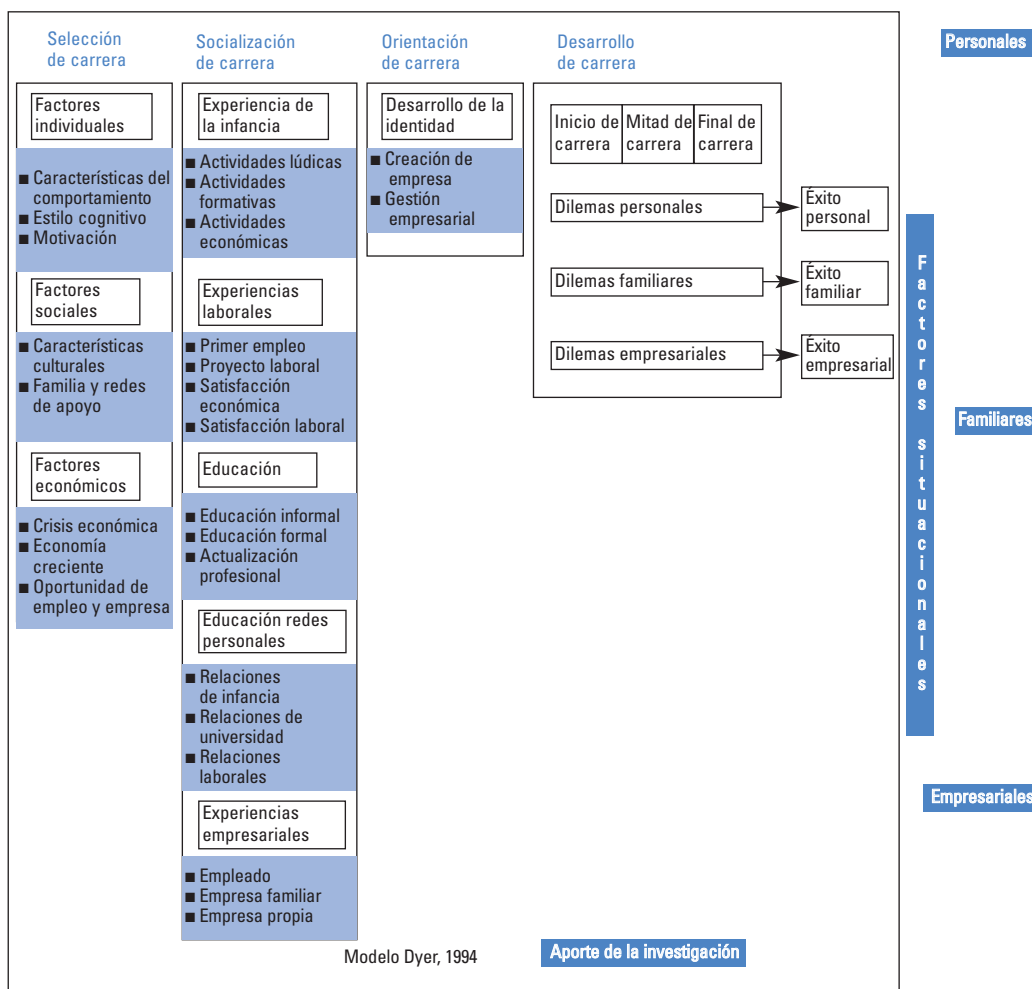 Selección
de carrera
Factores
individuales
■ Características del
comportamiento
■ Estilo cognitivo
■ Motivación
Factores
sociales
■ Características
culturales
■ Familia y redes
de apoyo
Factores
económicos
■ Crisis económica
■ Economía
creciente
■ Oportunidad de
empleo y empresa
Socialización
de carrera
Experiencia de
la infancia
■ Actividades lúdicas
■ Actividades
formativas
■ Actividades
económicas
Experiencias
laborales
■ Primer empleo
■ Proyecto laboral
■ Satisfacción
económica
■ Satisfacción laboral
Educación
■ Educación informal
■ Educación formal
■ Actualización
profesional
Educación redes
personales
■ Relaciones
de infancia
■ Relaciones de
universidad
■ Relaciones
laborales
Experiencias
empresariales
■ Empleado
■ Empresa familiar
■ Empresa propia
Orientación
de carrera
Desarrollo de la
identidad
■ Creación de
empresa
■ Gestión
empresarial
Desarrollo
de carrera
Inicio de
carrera
Mitad de
carrera
Final de
carrera
Dilemas personales
Éxito
personal
Dilemas familiares
Éxito
familiar
Dilemas empresariales
Éxito
empresarial
Factores situacionales
Personales
Familiares
Empresariales
Modelo Dyer, 1994
Aporte de la investigación